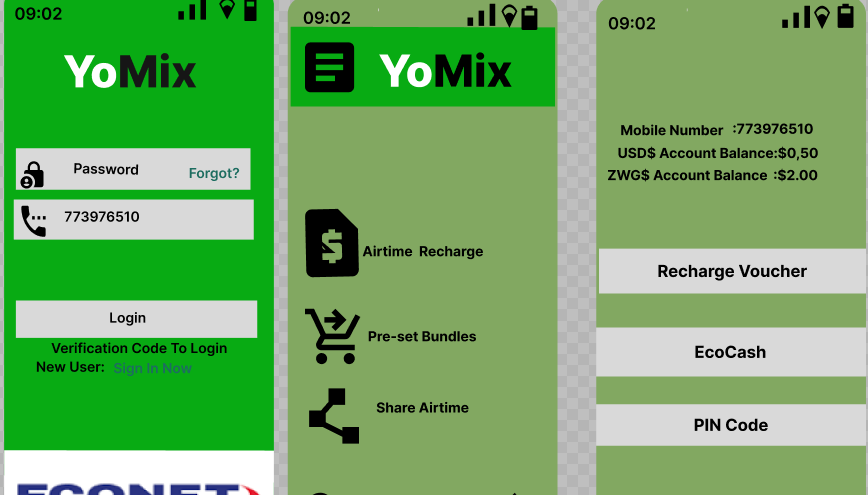 09:02
YoMix
Password
Forgot?
773976510
Login
Verification Code To Login
New User: Sign In Now
ECONET
09:02
YoMix
Airtime Recharge
Pre-set Bundles
Share Airtime
09:02
Mobile Number :773976510
USD$ Account Balance:$0,50
ZWG$ Account Balance :$2.00
Recharge Voucher
EcoCash
PIN Code